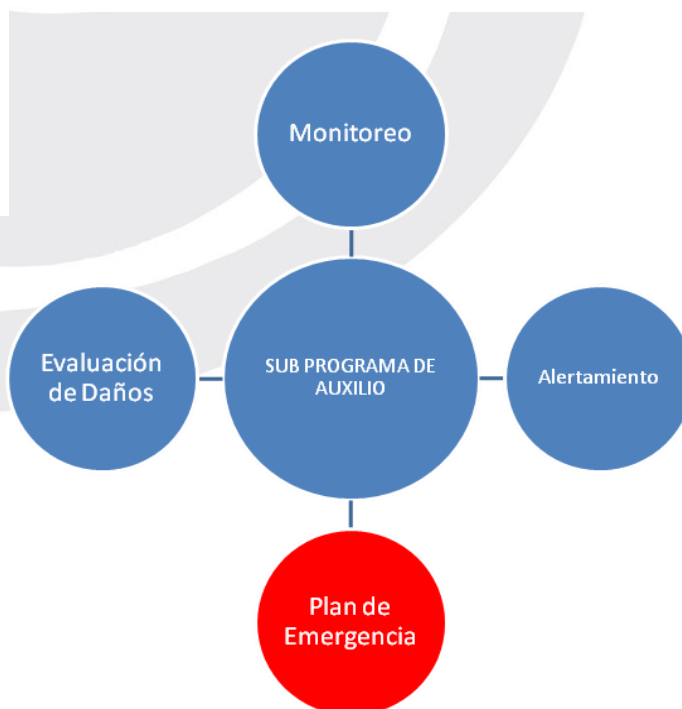 Monitoreo
Evaluación
de Daños
SUB PROGRAMA DE
AUXILIO
Alertamiento
Plan de
Emergencia